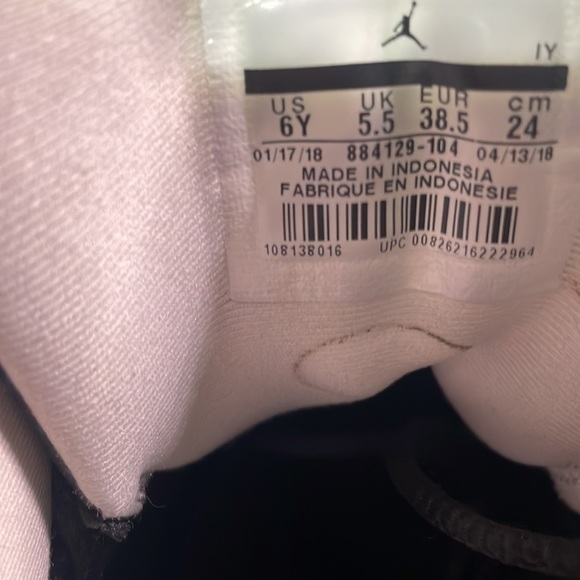 IY
US UK EUR cm
6Y 5.5 38.5 24
01/17/18 884129-104 04/13/18
MADE IN INDONESIA
FABRIQUE EN INDONESIE
108138016 UPC 00826216222964